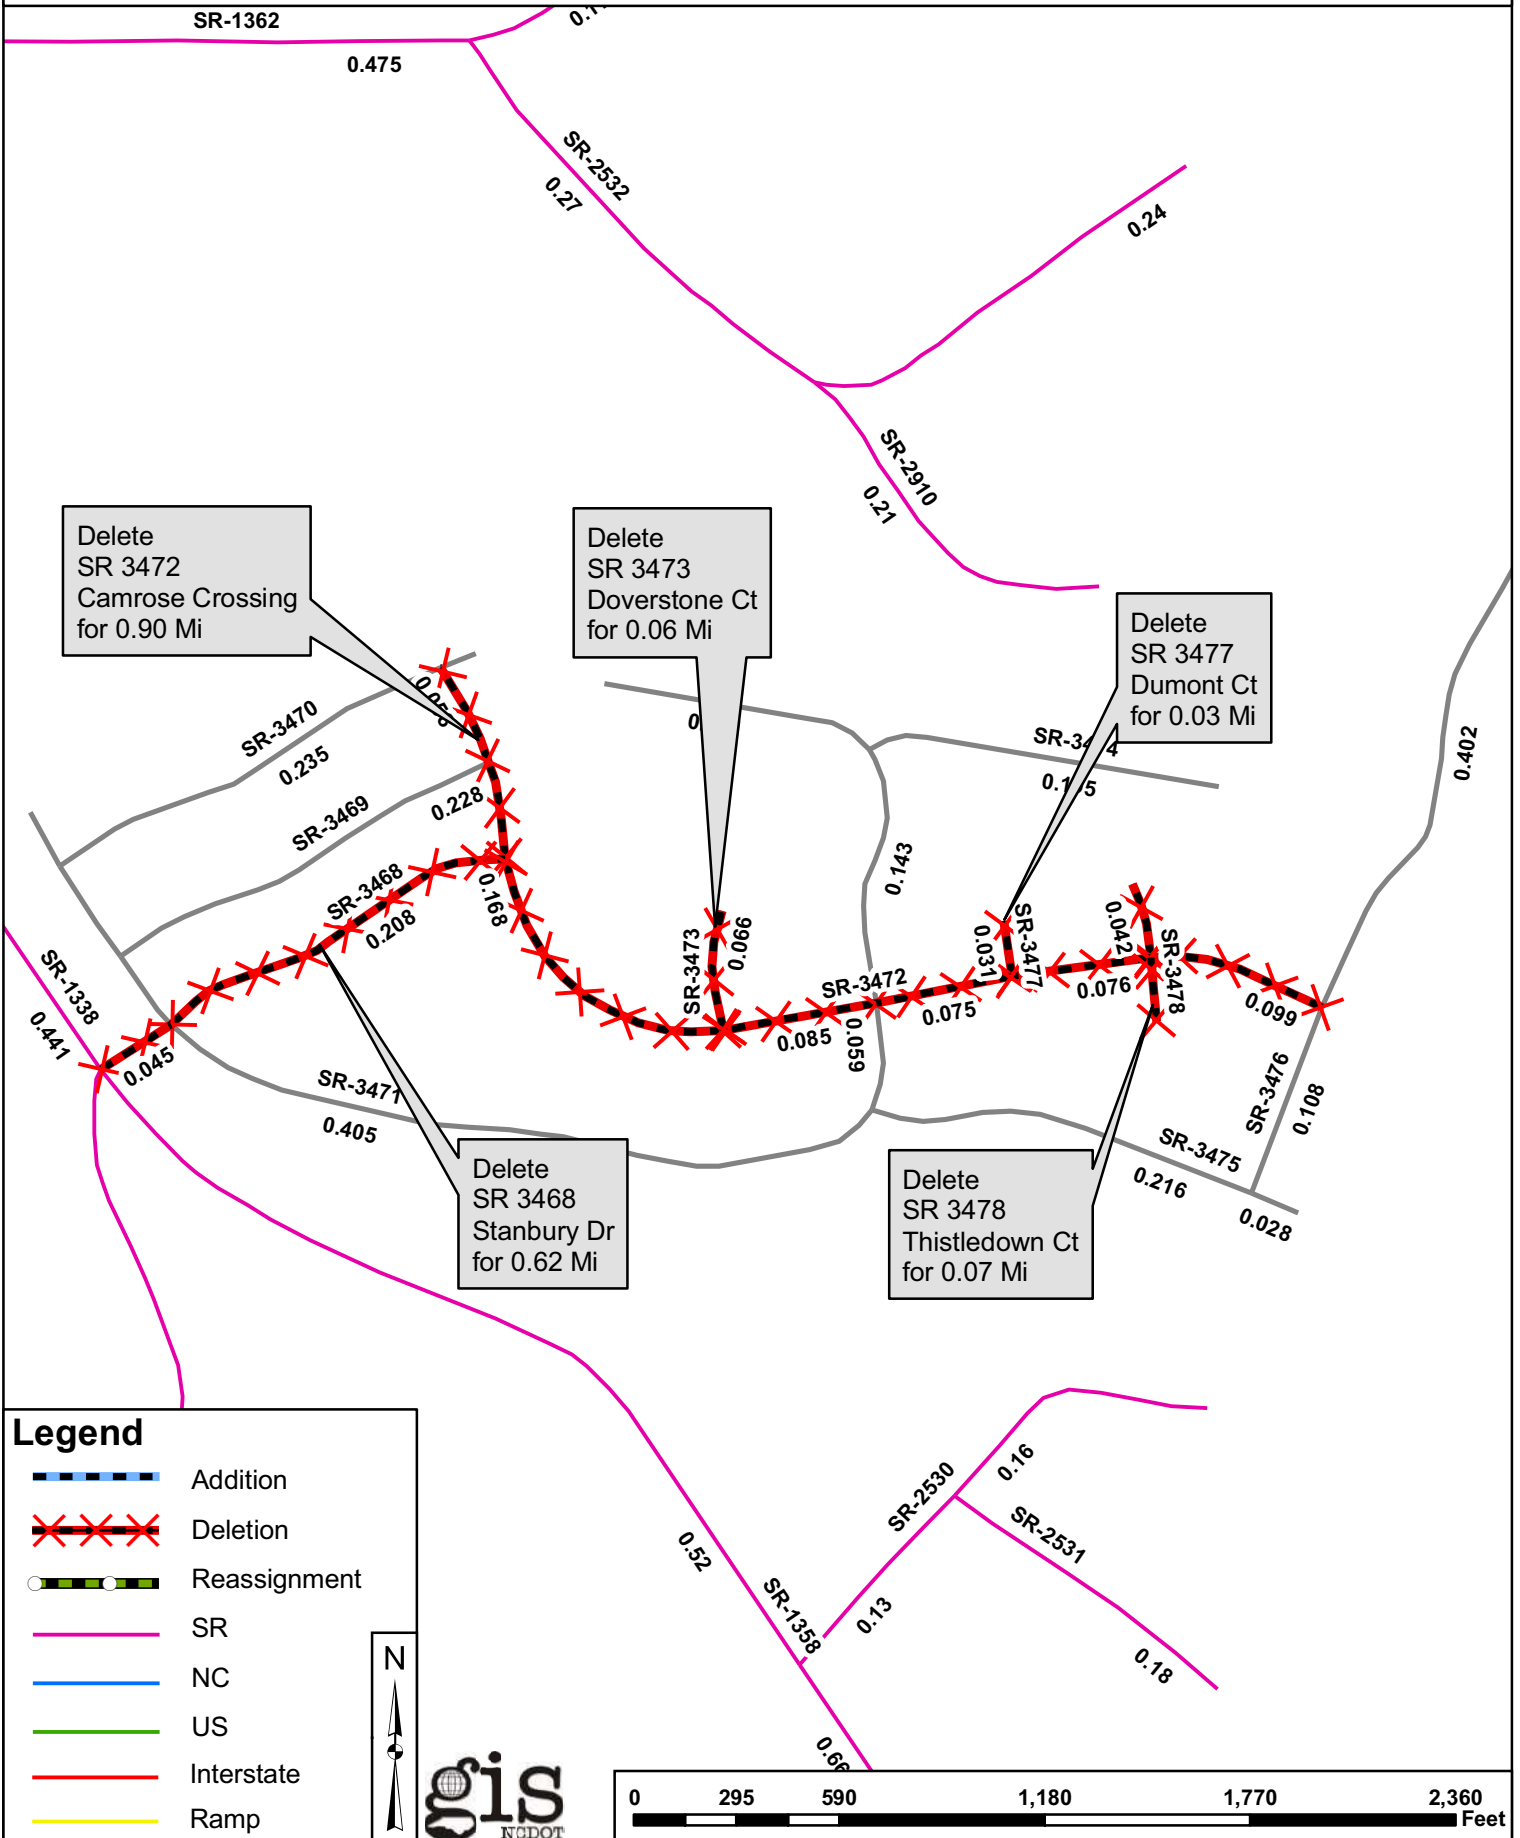 SR-1362
0.475
SR-2532
0.27
0.24
SR-2910
0.21
Delete
SR 3472
Camrose Crossing
for 0.90 Mi
Delete
SR 3473
Doverstone Ct
for 0.06 Mi
Delete
SR 3477
Dumont Ct
for 0.03 Mi
SR-3470
0.235
SR-3469
0.228
SR-3468
0.208
0.168
SR-1338
0.441
0.045
SR-3471
0.405
SR-3473
0.066
0.143
0.402
SR-3472
0.085
0.059
0.075
0.031
SR-3477
0.076
0.042
SR-3478
0.099
SR-3476
0.108
SR-3475
0.216
0.028
Delete
SR 3468
Stanbury Dr
for 0.62 Mi
Delete
SR 3478
Thistledown Ct
for 0.07 Mi
SR-2530
0.16
SR-2531
0.13
0.18
0.52
SR-1358
0.66
Legend
Addition
Deletion
Reassignment
SR
NC
US
Interstate
Ramp
N
gis
NCDOT
0 295 590 1,180 1,770 2,360
Feet